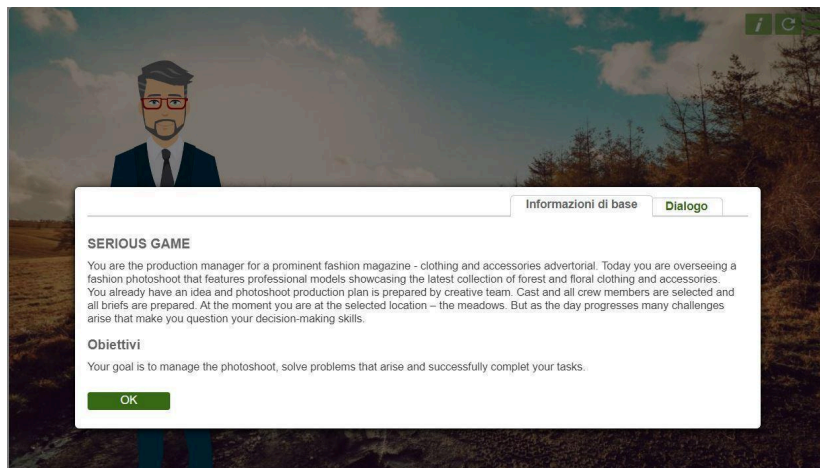 i
Informazioni di base
Dialogo
SERIOUS GAME
You are the production manager for a prominent fashion magazine - clothing and accessories advertorial. Today you are overseeing a
fashion photoshoot that features professional models showcasing the latest collection of forest and floral clothing and accessories.
You already have an idea and photoshoot production plan is prepared by creative team. Cast and all crew members are selected and
all briefs are prepared. At the moment you are at the selected location – the meadows. But as the day progresses many challenges
arise that make you question your decision-making skills.
Obiettivi
Your goal is to manage the photoshoot, solve problems that arise and successfully complet your tasks.
OK